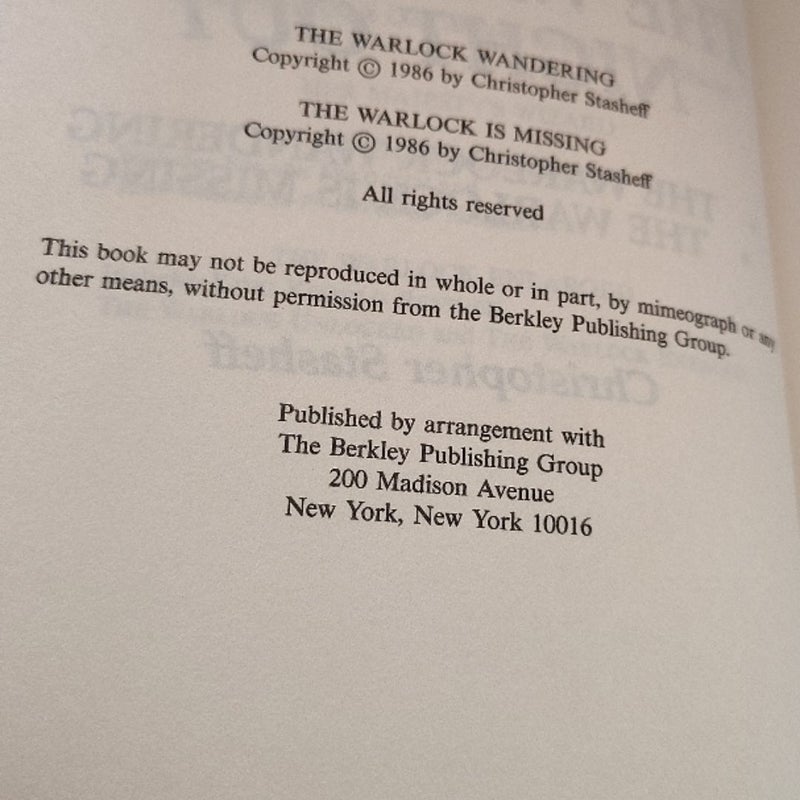 THE WARLOCK WANDERING
Copyright © 1986 by Christopher Stasheff
THE WARLOCK IS MISSING
Copyright © 1986 by Christopher Stasheff
All rights reserved
This book may not be reproduced in whole or in part, by mimeograph or any
other means, without permission from the Berkley Publishing Group.
Published by arrangement with
The Berkley Publishing Group
200 Madison Avenue
New York, New York 10016